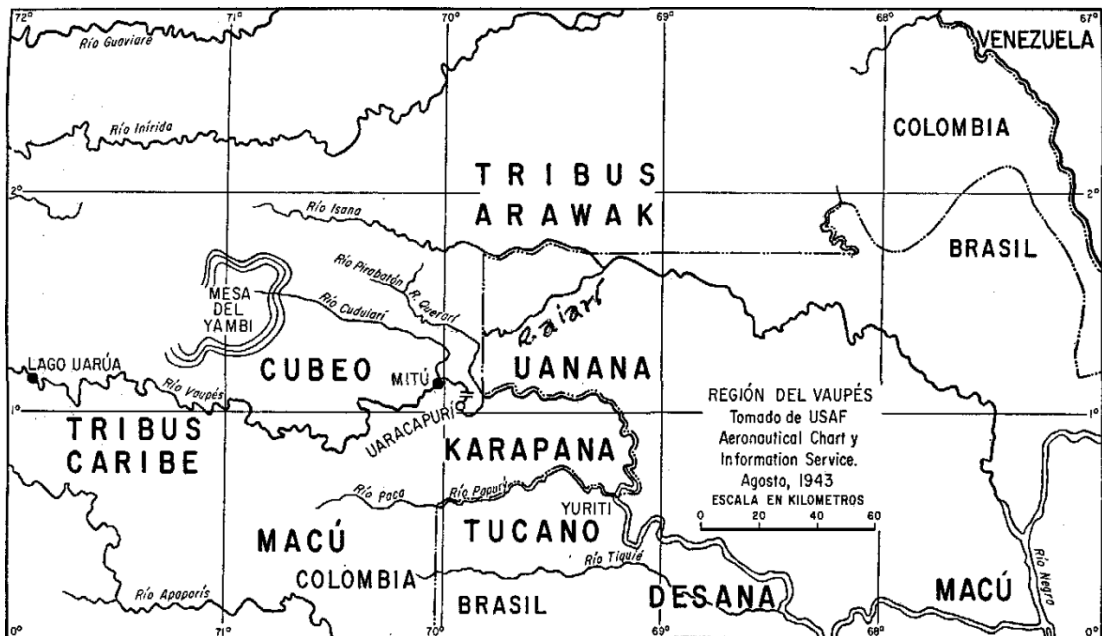 72°
71°
70°
69°
68°
67°
Río Guaviare
VENEZUELA
COLOMBIA
Río Inírida
2°
2°
TRIBUS
ARAWAK
Río Isana
BRASIL
Río Pirabatón
R. Querarí
MESA
DEL
YAMBI
Río Cuduiarí
R. aiarí
LAGO UARÚA
CUBEO
MITÚ
UANANA
Río Vaupés
1°
1°
UARACAPURÍS
TRIBUS
CARIBE
KARAPANA
REGIÓN DEL VAUPÉS
Tomado de USAF
Aeronautical Chart y
Information Service.
Agosto, 1943
ESCALA EN KILOMETROS
0 20 40 60
Río Paca
Río Papurí
YURITI
MACÚ
TUCANO
COLOMBIA
Río Tiquié
Río Apaporís
BRASIL
DESANA
MACÚ
Río Negro
71°
70°
69°
68°
0°
0°